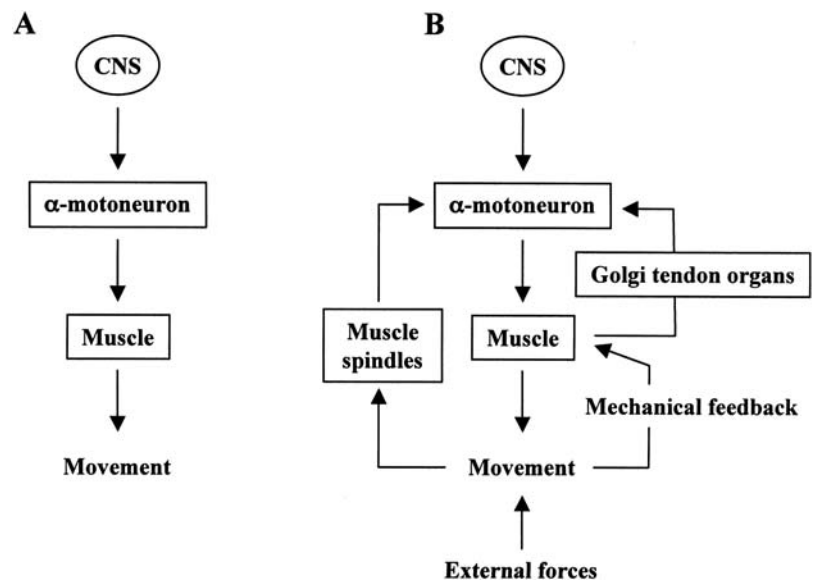 A
CNS
α-motoneuron
Muscle
Movement
B
CNS
α-motoneuron
Golgi tendon organs
Muscle
spindles
Muscle
Mechanical feedback
Movement
External forces